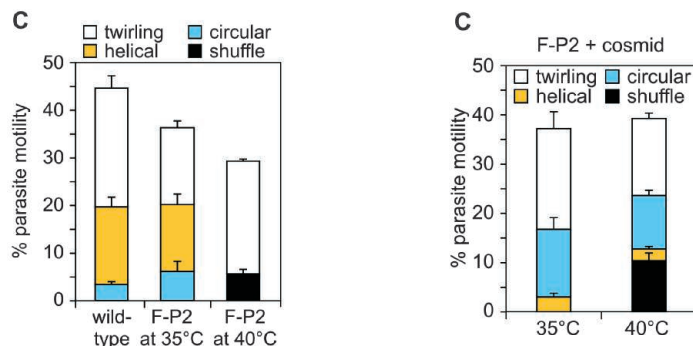 C
twirling circular
helical shuffle
% parasite motility
50
40
30
20
10
0
wild-
type
F-P2
at 35°C
F-P2
at 40°C
C
F-P2 + cosmid
twirling circular
helical shuffle
% parasite motility
50
40
30
20
10
0
35°C 40°C